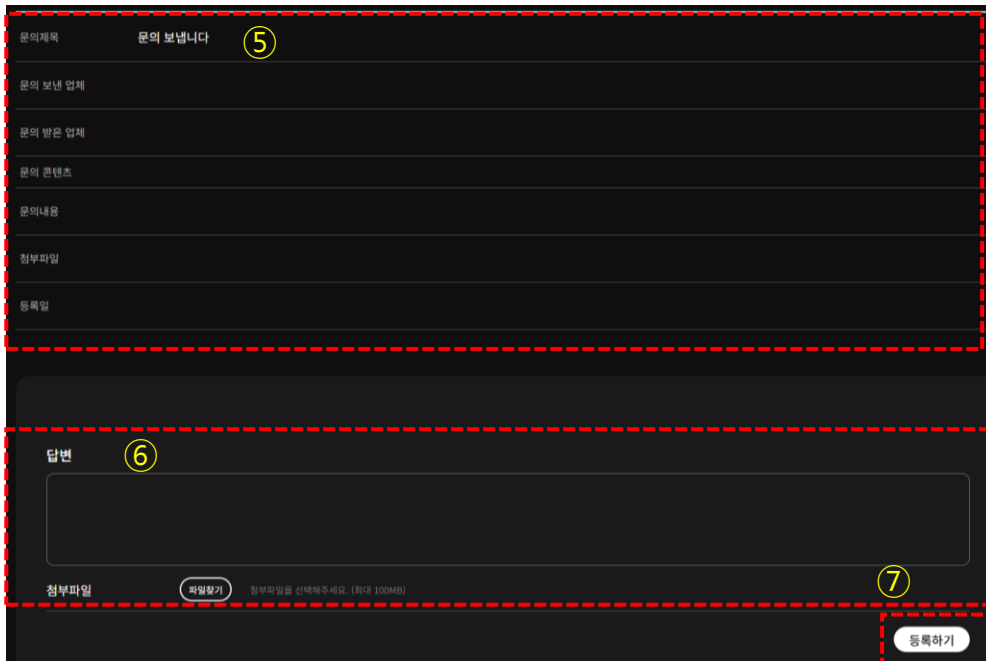 문의제목 문의 보냅니다 ⑤
문의 보낸 업체
문의 받은 업체
문의 콘텐츠
문의내용
첨부파일
등록일
답변 ⑥
첨부파일 파일찾기 첨부파일을 선택해주세요. (최대 100MB) ⑦
등록하기